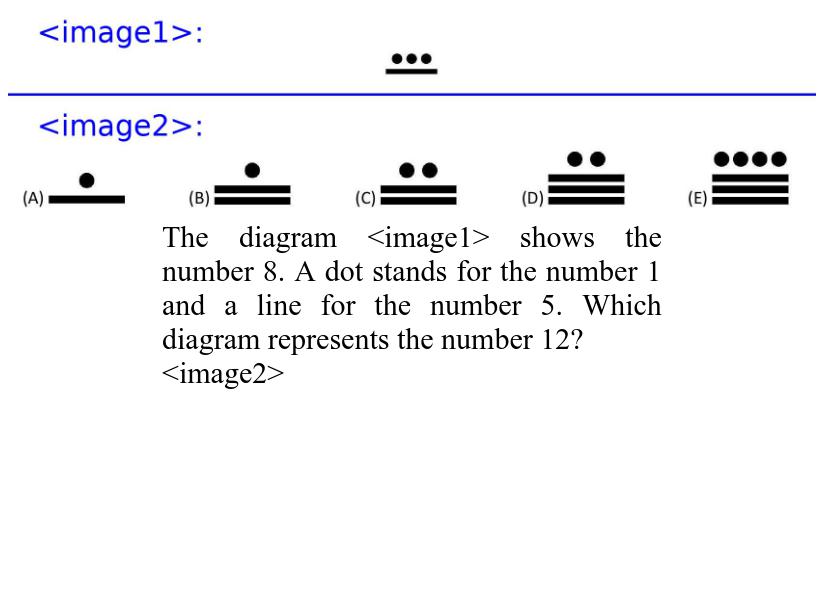 <image1>:
<image2>:
(A) (B) (C) (D) (E)
The diagram <image1> shows the
number 8. A dot stands for the number 1
and a line for the number 5. Which
diagram represents the number 12?
<image2>